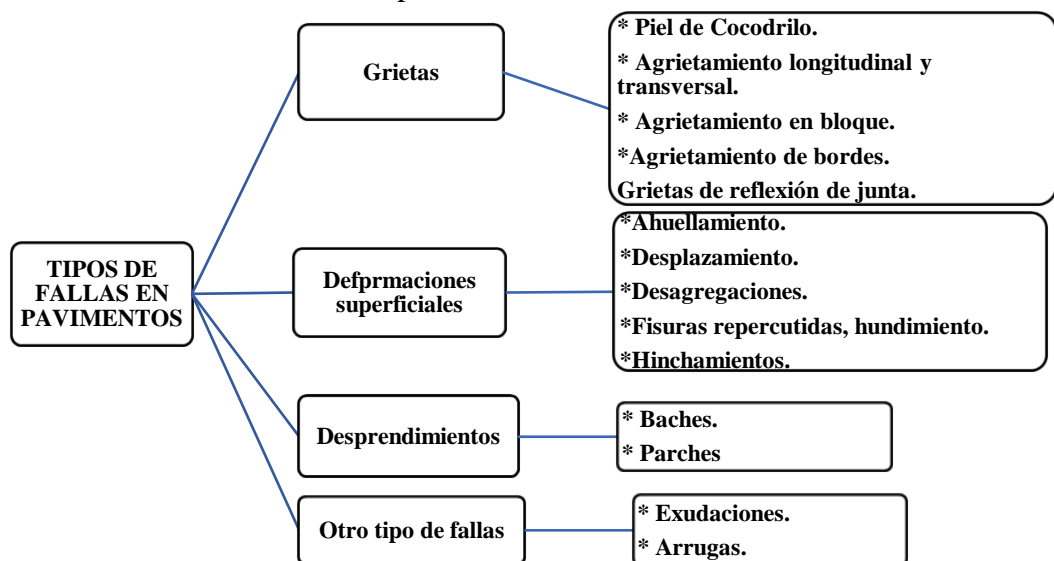 Grietas
* Piel de Cocodrilo.
* Agrietamiento longitudinal y
transversal.
* Agrietamiento en bloque.
*Agrietamiento de bordes.
Grietas de reflexión de junta.
TIPOS DE
FALLAS EN
PAVIMENTOS
Defprmaciones
superficiales
*Ahuellamiento.
*Desplazamiento.
*Desagregaciones.
*Fisuras repercutidas, hundimiento.
*Hinchamientos.
Desprendimientos
* Baches.
* Parches
Otro tipo de fallas
* Exudaciones.
* Arrugas.